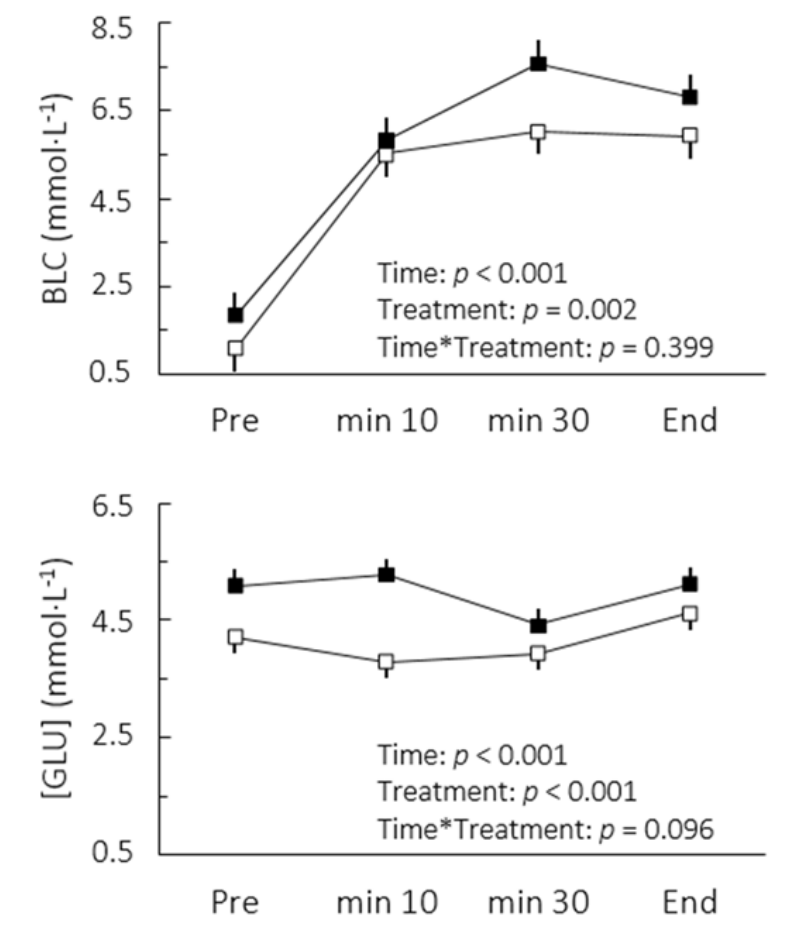 BLC (mmol·L⁻¹)
8.5
6.5
4.5
2.5
0.5
Time: p < 0.001
Treatment: p = 0.002
Time*Treatment: p = 0.399
Pre min 10 min 30 End
[GLU] (mmol·L⁻¹)
6.5
4.5
2.5
0.5
Time: p < 0.001
Treatment: p < 0.001
Time*Treatment: p = 0.096
Pre min 10 min 30 End